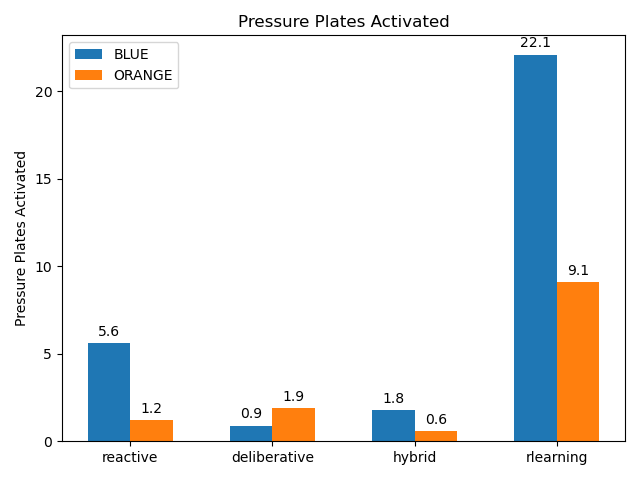 Pressure Plates Activated
BLUE
ORANGE
22.1
20
15
10
5
0
Pressure Plates Activated
5.6
1.2
0.9
1.9
1.8
0.6
9.1
reactive
deliberative
hybrid
rlearning